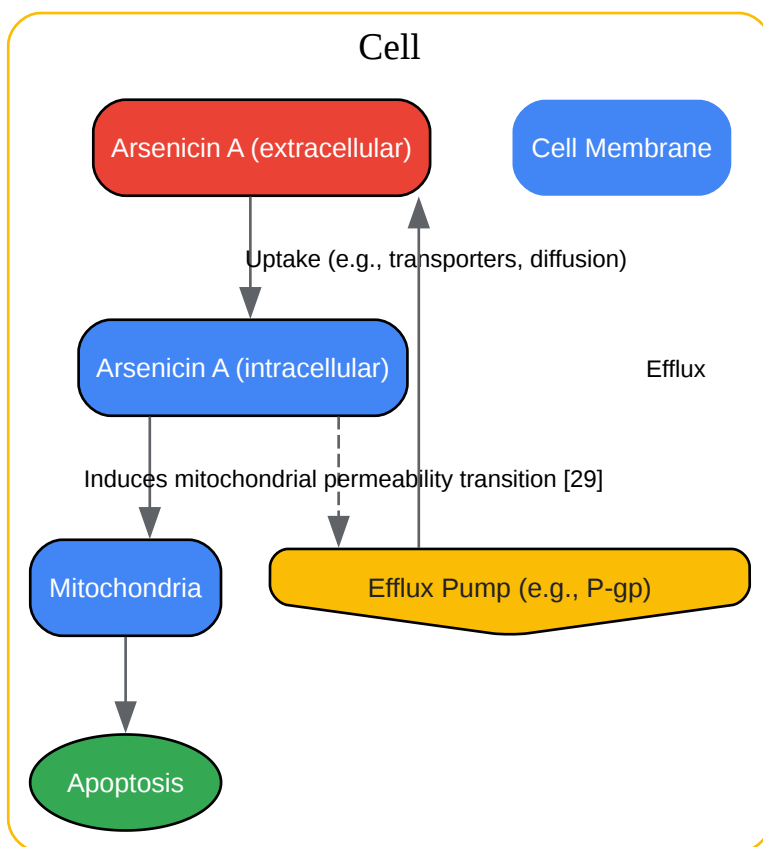 Cell
Arsenicin A (extracellular)
Cell Membrane
Uptake (e.g., transporters, diffusion)
Arsenicin A (intracellular)
Efflux
Induces mitochondrial permeability transition [29]
Mitochondria
Efflux Pump (e.g., P-gp)
Apoptosis